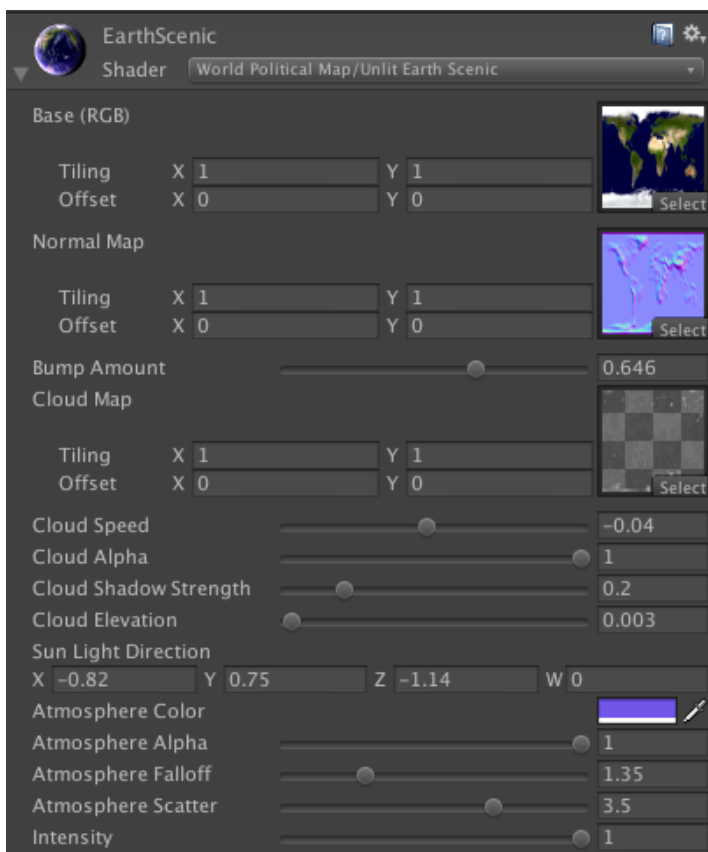 EarthScenic
Shader World Political Map/Unlit Earth Scenic
Base (RGB)
Tiling X 1 Y 1
Offset X 0 Y 0
Select
Normal Map
Tiling X 1 Y 1
Offset X 0 Y 0
Select
Bump Amount 0.646
Cloud Map
Tiling X 1 Y 1
Offset X 0 Y 0
Select
Cloud Speed -0.04
Cloud Alpha 1
Cloud Shadow Strength 0.2
Cloud Elevation 0.003
Sun Light Direction
X -0.82 Y 0.75 Z -1.14 W 0
Atmosphere Color
Atmosphere Alpha 1
Atmosphere Falloff 1.35
Atmosphere Scatter 3.5
Intensity 1